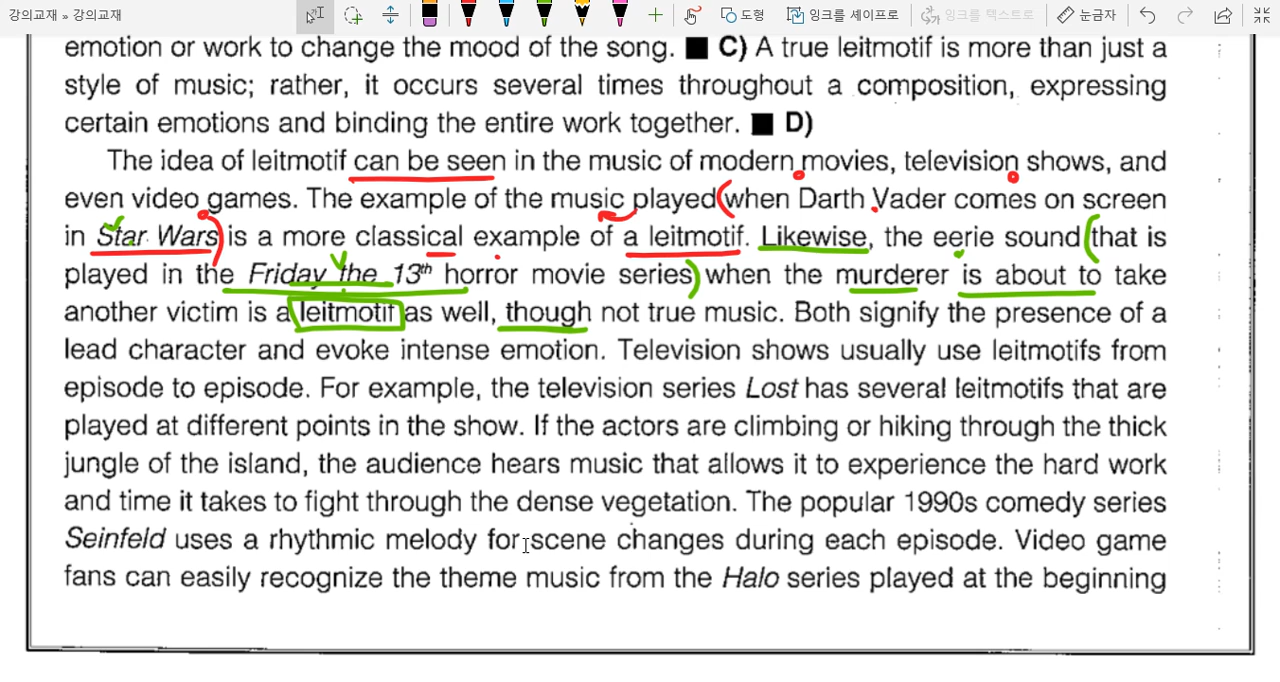 강의교재 » 강의교재
도형
잉크를 셰이프로
잉크를 텍스트로
눈금자
emotion or work to change the mood of the song. ■ C) A true leitmotif is more than just a
style of music; rather, it occurs several times throughout a composition, expressing
certain emotions and binding the entire work together. ■ D)
The idea of leitmotif can be seen in the music of modern movies, television shows, and
even video games. The example of the music played when Darth Vader comes on screen
in Star Wars is a more classical example of a leitmotif. Likewise, the eerie sound that is
played in the Friday the 13th horror movie series when the murderer is about to take
another victim is a leitmotif as well, though not true music. Both signify the presence of a
lead character and evoke intense emotion. Television shows usually use leitmotifs from
episode to episode. For example, the television series Lost has several leitmotifs that are
played at different points in the show. If the actors are climbing or hiking through the thick
jungle of the island, the audience hears music that allows it to experience the hard work
and time it takes to fight through the dense vegetation. The popular 1990s comedy series
Seinfeld uses a rhythmic melody for scene changes during each episode. Video game
fans can easily recognize the theme music from the Halo series played at the beginning